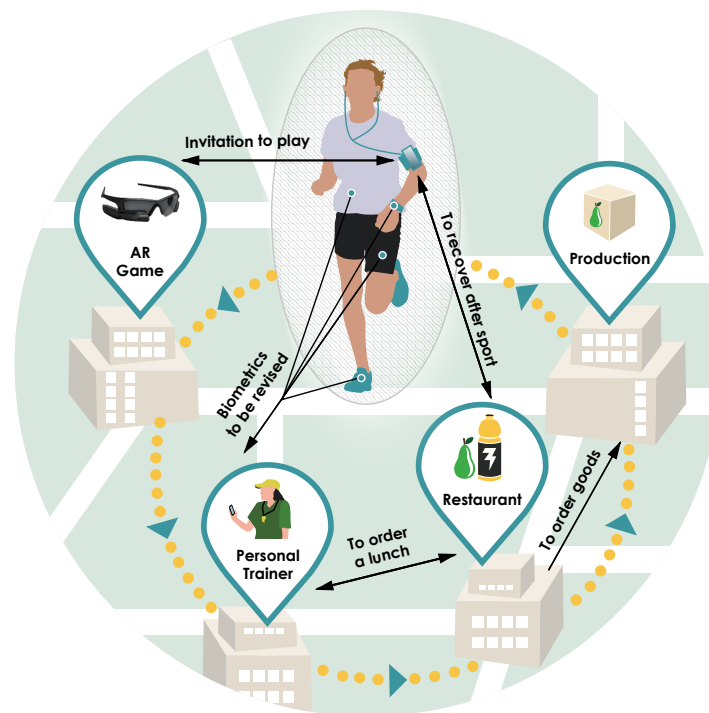 Invitation to play
AR
Game
Production
To recover after sport
Biometrics
to be revised
Restaurant
To order goods
Personal
Trainer
To order
a lunch